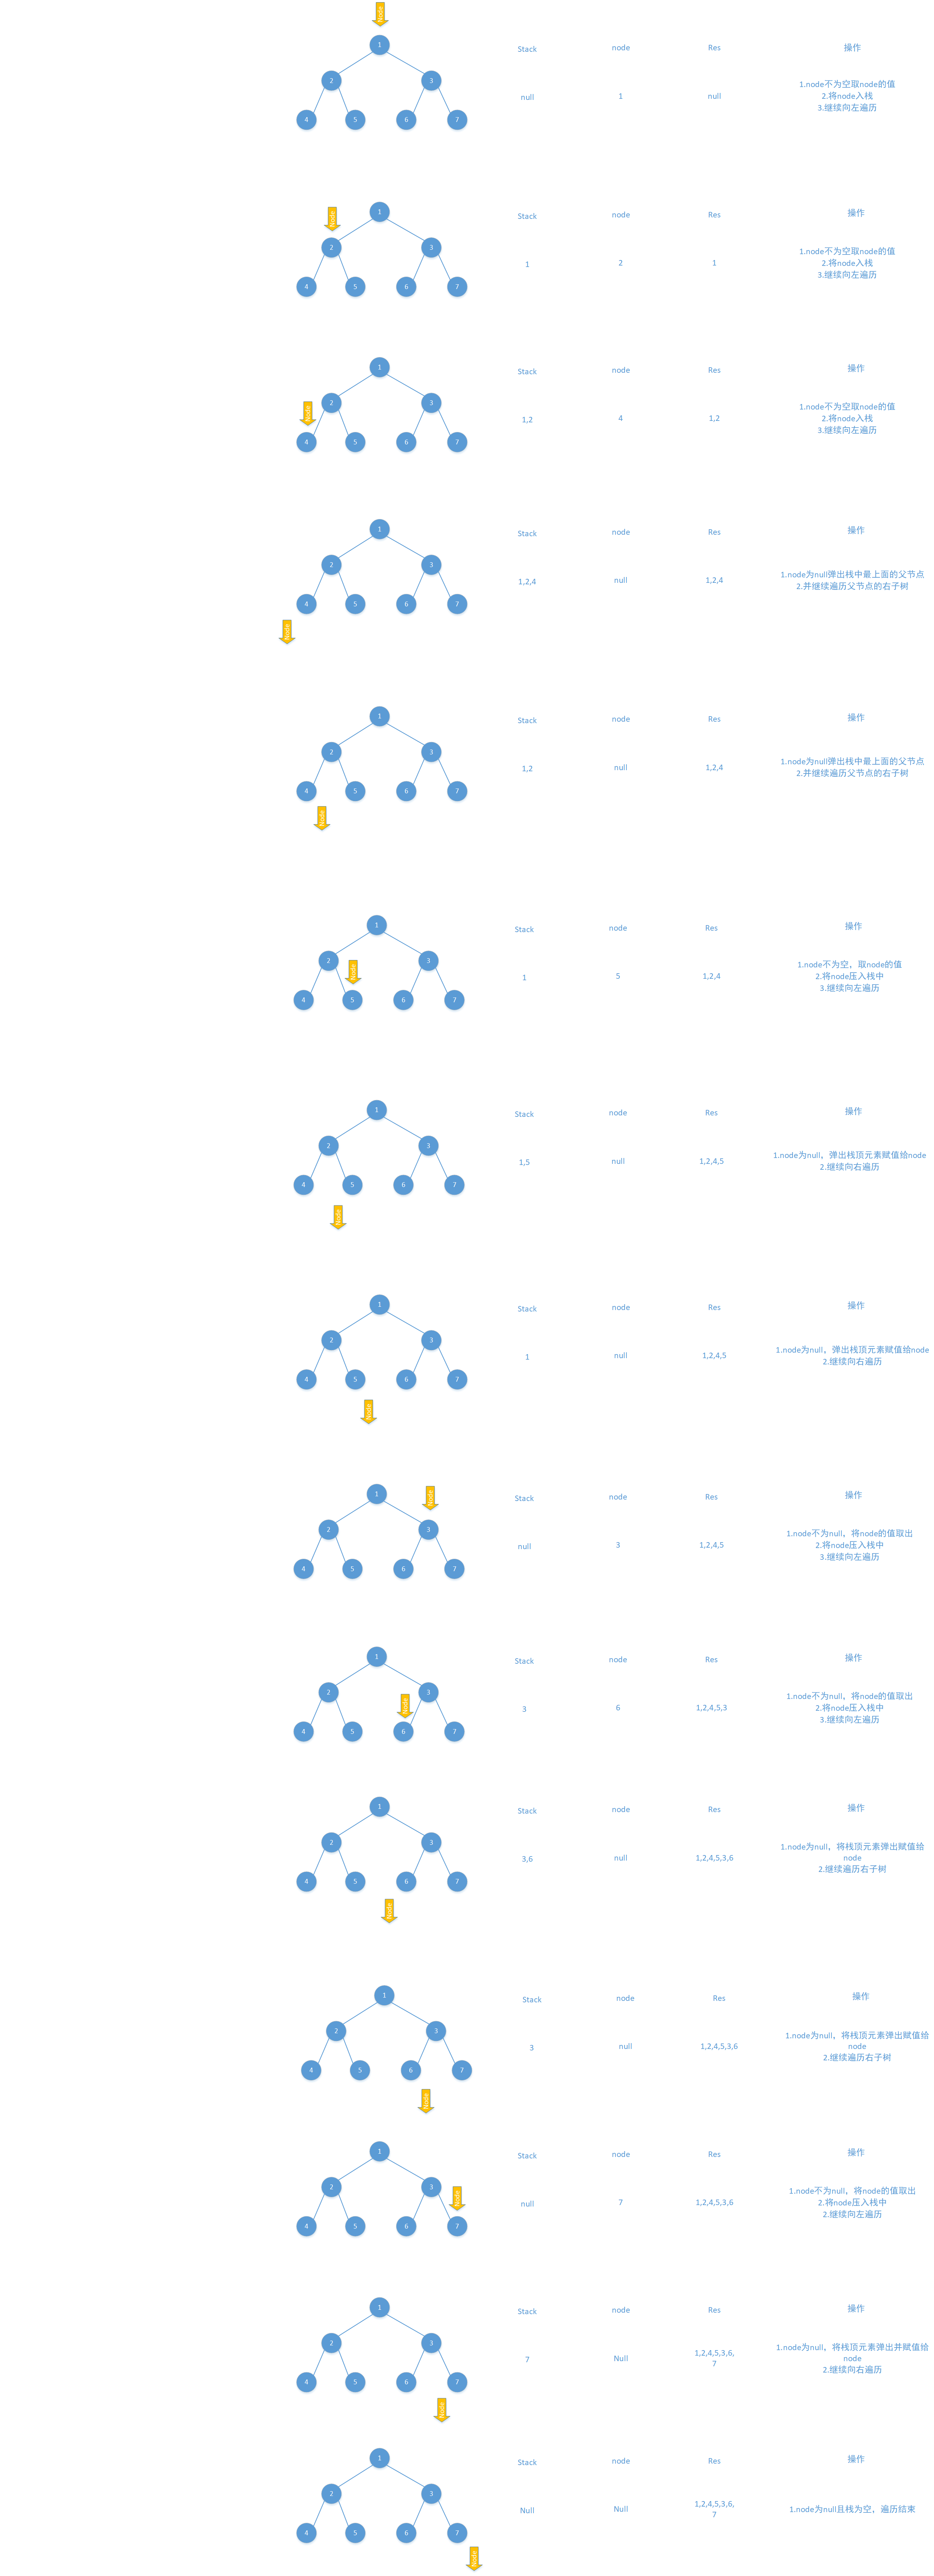 Node
1
Stack node Res 操作
2 3
null 1 null
1.node不为空取node的值
2.将node入栈
3.继续向左遍历
4 5 6 7
Node
1
Stack node Res 操作
2 3
1 2 1
1.node不为空取node的值
2.将node入栈
3.继续向左遍历
4 5 6 7
1
Stack node Res 操作
2 3
Node
1,2 4 1,2
1.node不为空取node的值
2.将node入栈
3.继续向左遍历
4 5 6 7
1
Stack node Res 操作
2 3
1,2,4 null 1,2,4
1.node为null弹出栈中最上面的父节点
2.并继续遍历父节点的右子树
4 5 6 7
Node
1
Stack node Res 操作
2 3
1,2 null 1,2,4
1.node为null弹出栈中最上面的父节点
2.并继续遍历父节点的右子树
4 5 6 7
Node
1
Stack node Res 操作
2 3
Node
1 5 1,2,4
1.node不为空，取node的值
2.将node压入栈中
3.继续向左遍历
4 5 6 7
1
Stack node Res 操作
2 3
1,5 null 1,2,4,5
1.node为null，弹出栈顶元素赋值给node
2.继续向右遍历
4 5 6 7
Node
1
Stack node Res 操作
2 3
1 null 1,2,4,5
1.node为null，弹出栈顶元素赋值给node
2.继续向右遍历
4 5 6 7
Node
1
Node
Stack node Res 操作
2 3
null 3 1,2,4,5
1.node不为null，将node的值取出
2.将node压入栈中
3.继续向左遍历
4 5 6 7
1
Stack node Res 操作
2 3
Node
3 6 1,2,4,5,3
1.node不为null，将node的值取出
2.将node压入栈中
3.继续向左遍历
4 5 6 7
1
Stack node Res 操作
2 3
3,6 null 1,2,4,5,3,6
1.node为null，将栈顶元素弹出赋值给
node
2.继续遍历右子树
4 5 6 7
Node
1
Stack node Res 操作
2 3
3 null 1,2,4,5,3,6
1.node为null，将栈顶元素弹出赋值给
node
2.继续遍历右子树
4 5 6 7
Node
1
Stack node Res 操作
2 3
Node
null 7 1,2,4,5,3,6
1.node不为null，将node的值取出
2.将node压入栈中
2.继续向左遍历
4 5 6 7
1
Stack node Res 操作
2 3
7 Null 1,2,4,5,3,6,
7
1.node为null，将栈顶元素弹出并赋值给
node
2.继续向右遍历
4 5 6 7
Node
1
Stack node Res 操作
2 3
Null Null 1,2,4,5,3,6,
7
1.node为null且栈为空，遍历结束
4 5 6 7
Node